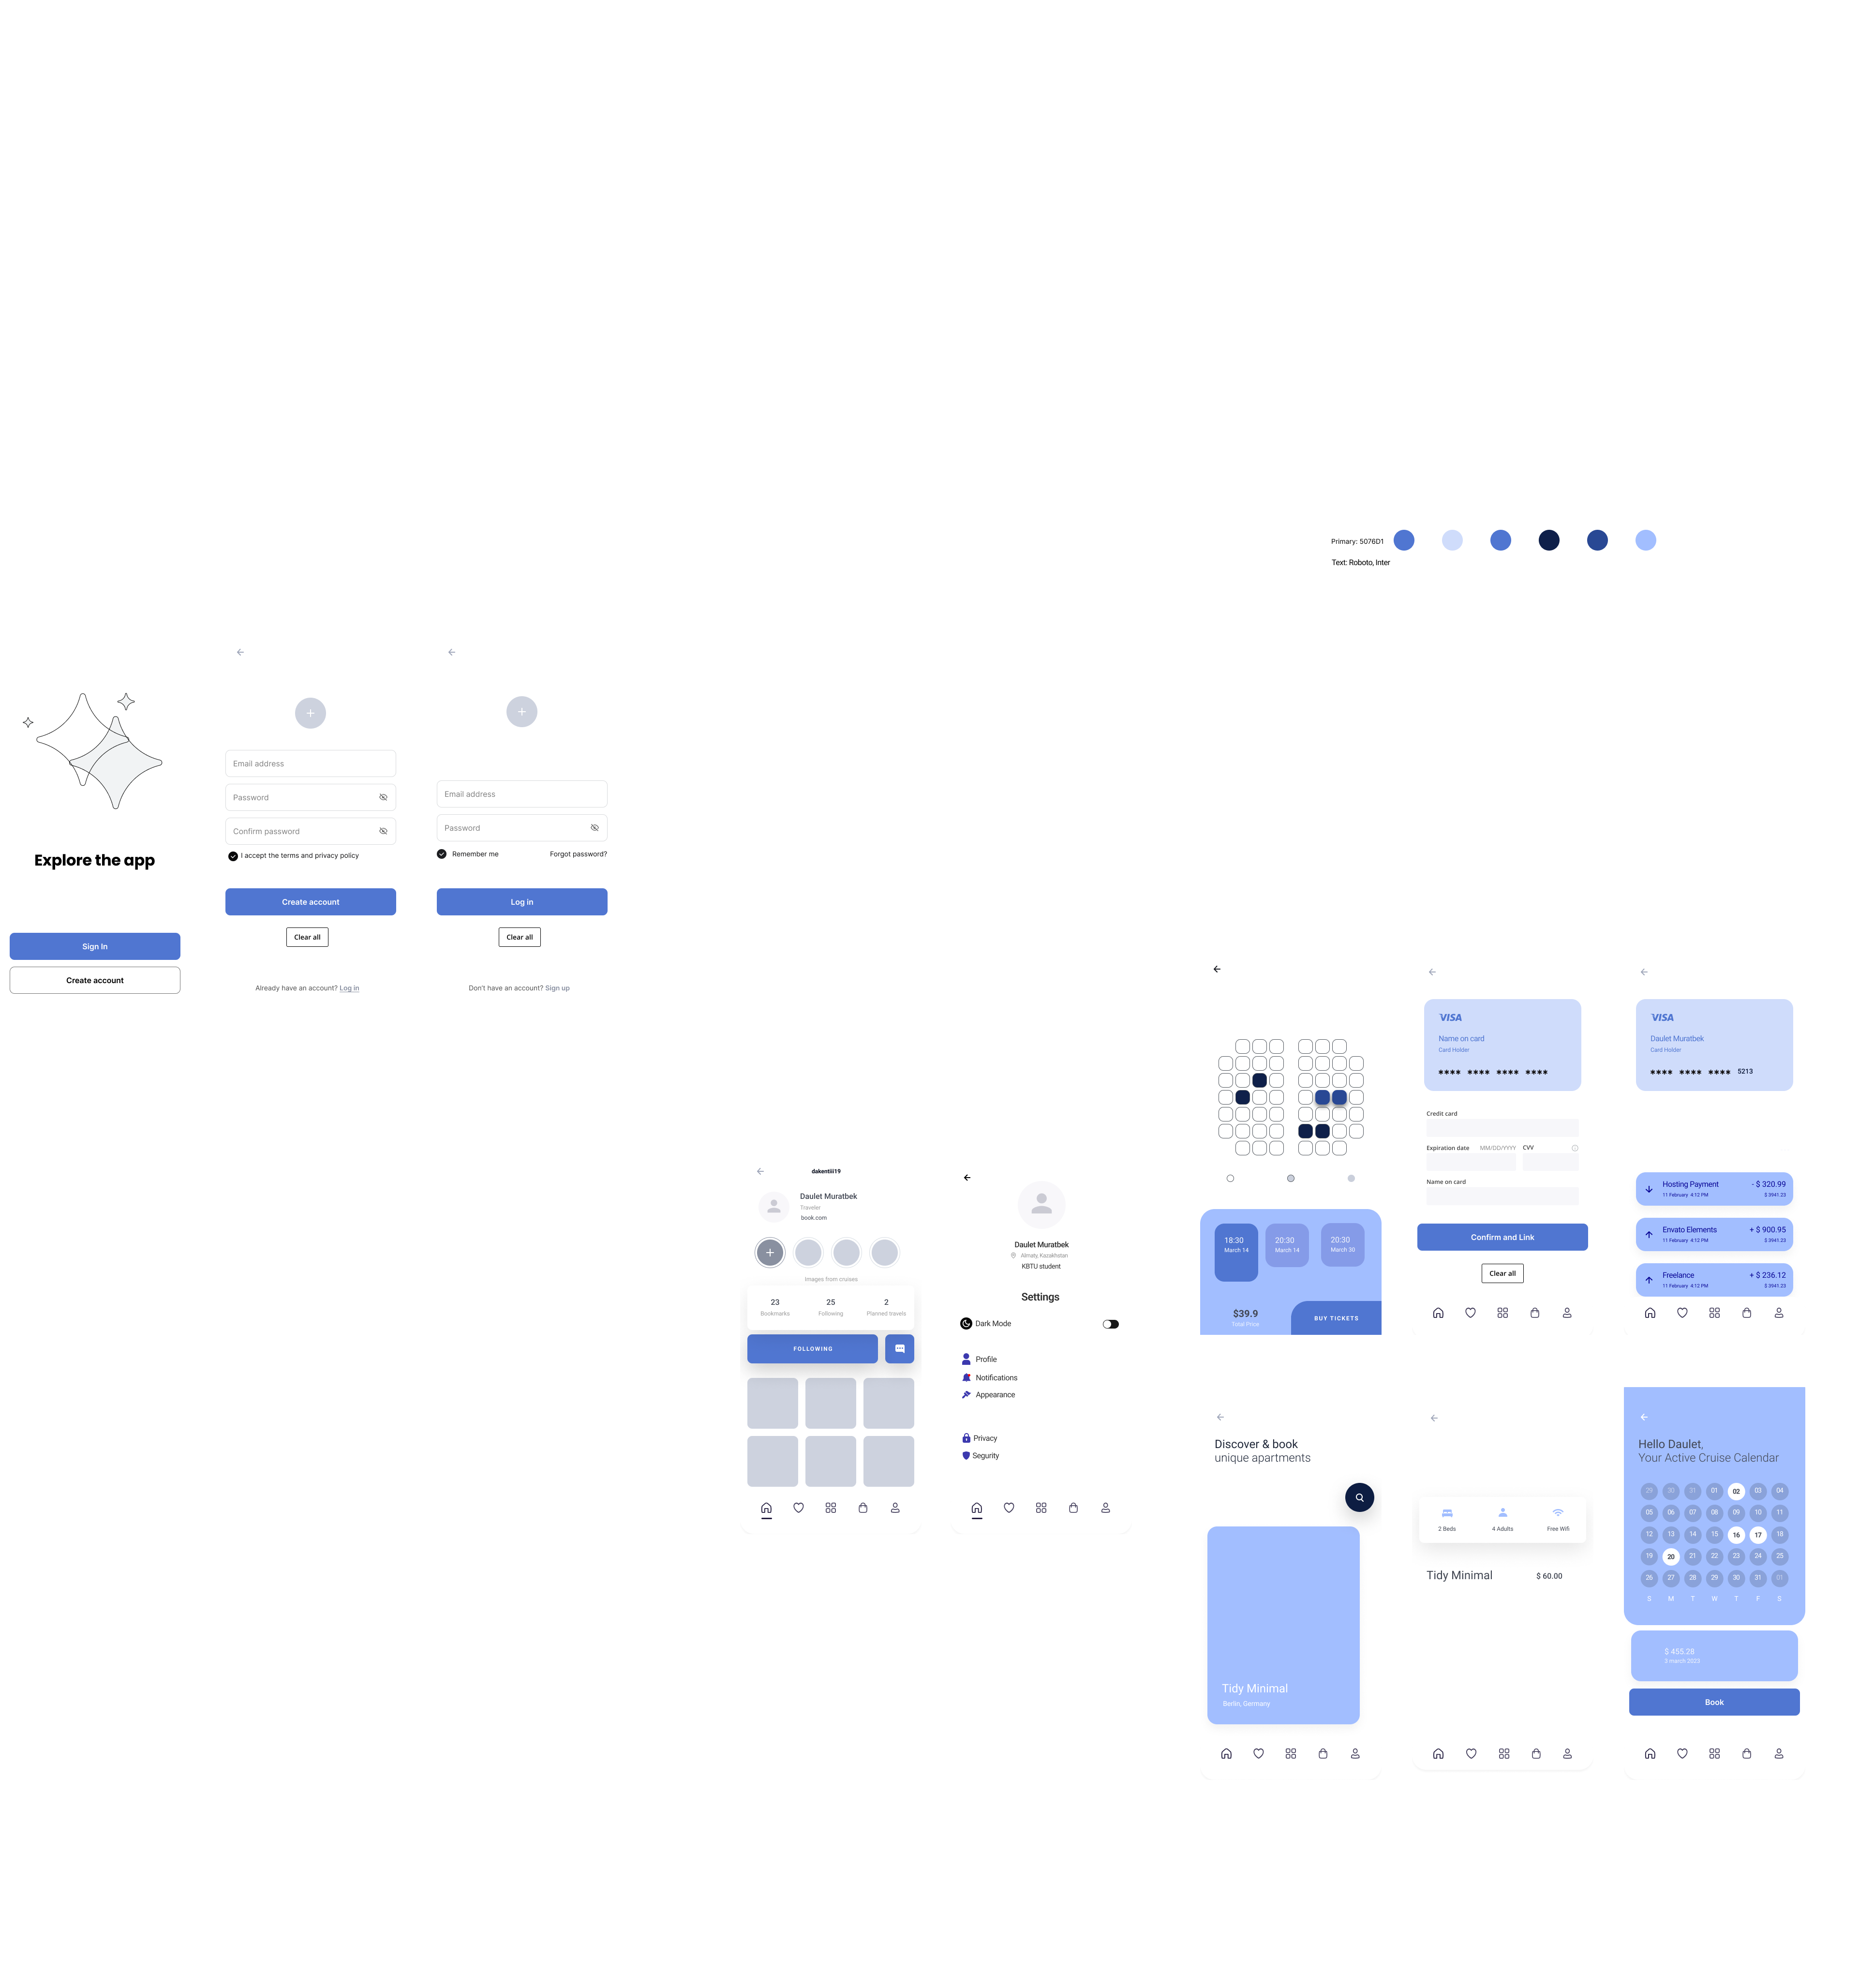 Primary: 5076D1
Text: Roboto, Inter
Explore the app
Sign In
Create account
Email address
Password
Confirm password
I accept the terms and privacy policy
Create account
Clear all
Already have an account? Log in
Email address
Password
Remember me
Forgot password?
Log in
Clear all
Don't have an account? Sign up
dakentiii19
Daulet Muratbek
Traveler
book.com
Images from cruises
23
25
2
Bookmarks
Following
Planned travels
FOLLOWING
Daulet Muratbek
Almaty, Kazakhstan
KBTU student
Settings
Dark Mode
Profile
Notifications
Appearance
Privacy
Segurity
18:30
March 14
20:30
March 14
20:30
March 30
$39.9
Total Price
BUY TICKETS
VISA
Name on card
Card Holder
**** **** **** ****
Credit card
Expiration date
MM/DD/YYYY
CVV
Name on card
Confirm and Link
Clear all
VISA
Daulet Muratbek
Card Holder
**** **** **** 5213
Hosting Payment
- $ 320.99
11 February 4:12 PM
$ 3941.23
Envato Elements
+ $ 900.95
11 February 4:12 PM
$ 3941.23
Freelance
+ $ 236.12
11 February 4:12 PM
$ 3941.23
Discover & book
unique apartments
Tidy Minimal
Berlin, Germany
2 Beds
4 Adults
Free Wifi
Tidy Minimal
$ 60.00
Hello Daulet,
Your Active Cruise Calendar
29 30 31 01 02 03 04
05 06 07 08 09 10 11
12 13 14 15 16 17 18
19 20 21 22 23 24 25
26 27 28 29 30 31 01
S M T W T F S
$ 455.28
3 march 2023
Book